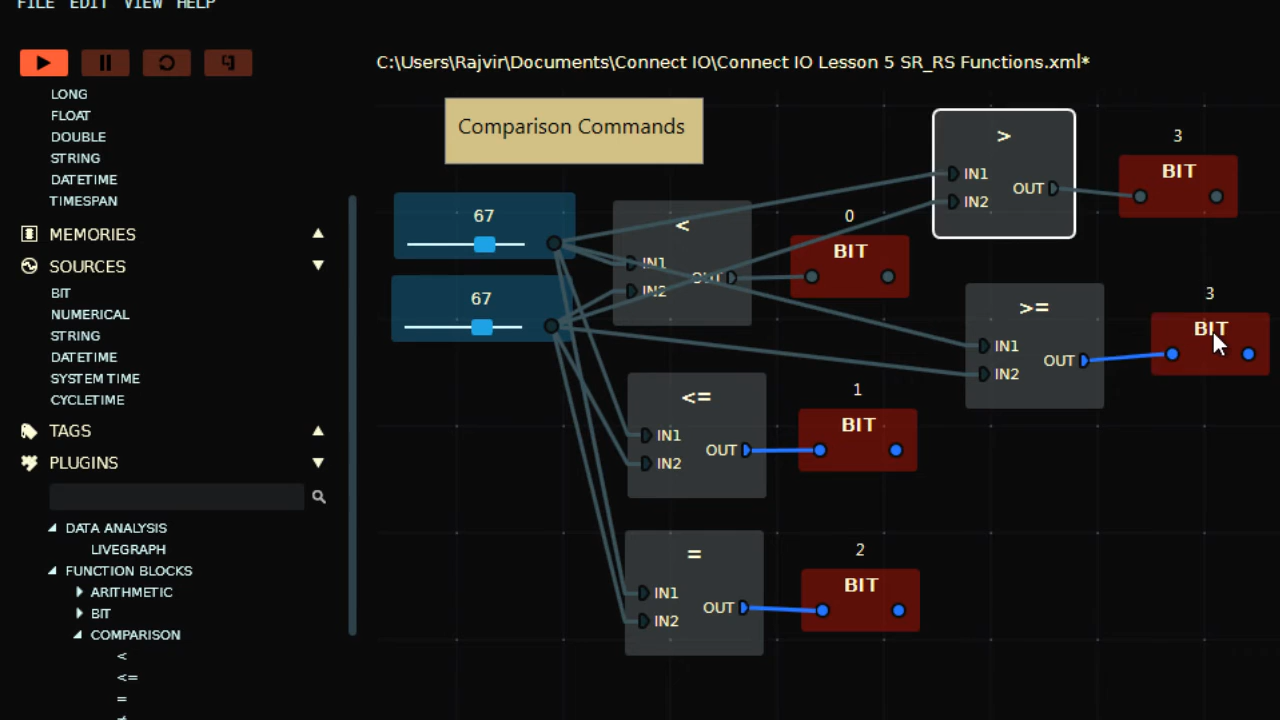 FILE EDIT VIEW HELP
C:\Users\Rajvir\Documents\Connect IO\Connect IO Lesson 5 SR_RS Functions.xml*
LONG
FLOAT
DOUBLE
STRING
DATETIME
TIMESPAN
MEMORIES
SOURCES
BIT
NUMERICAL
STRING
DATETIME
SYSTEM TIME
CYCLETIME
TAGS
PLUGINS
DATA ANALYSIS
LIVEGRAPH
FUNCTION BLOCKS
ARITHMETIC
BIT
COMPARISON
<
<=
=
Comparison Commands
67
67
<
IN1
IN2
OUT
0
BIT
>
IN1
IN2
OUT
3
BIT
>=
IN1
IN2
OUT
3
BIT
<=
IN1
IN2
OUT
1
BIT
=
IN1
IN2
OUT
2
BIT